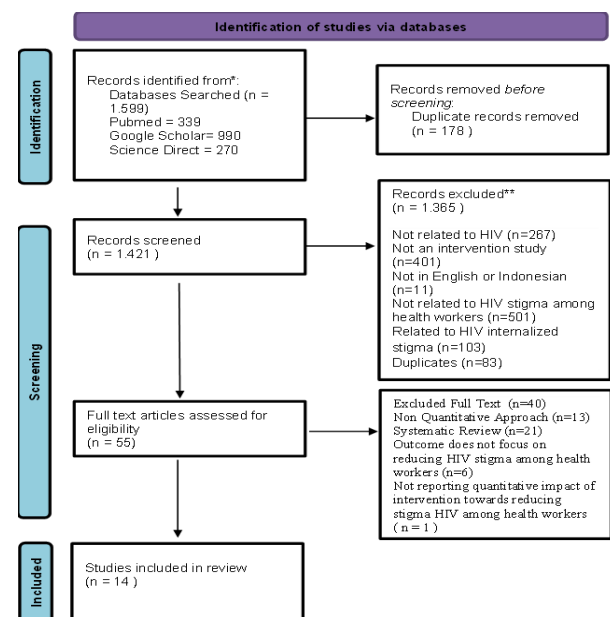 Identification of studies via databases
Identification
Records identified from*:
Databases Searched (n =
1.599)
Pubmed = 339
Google Scholar= 990
Science Direct = 270
Records removed before
screening:
Duplicate records removed
(n = 178 )
Screening
Records screened
(n = 1.421 )
Records excluded**
(n = 1.365 )
Not related to HIV (n=267)
Not an intervention study
(n=401)
Not in English or Indonesian
(n=11)
Not related to HIV stigma among
health workers (n=501)
Related to HIV internalized
stigma (n=103)
Duplicates (n=83)
Full text articles assessed for
eligibility
(n = 55)
Excluded Full Text (n=40)
Non Quantitative Approach (n=13)
Systematic Review (n=21)
Outcome does not focus on
reducing HIV stigma among health
workers (n=6)
Not reporting quantitative impact of
intervention towards reducing
stigma HIV among health workers
( n = 1 )
Included
Studies included in review
(n = 14 )